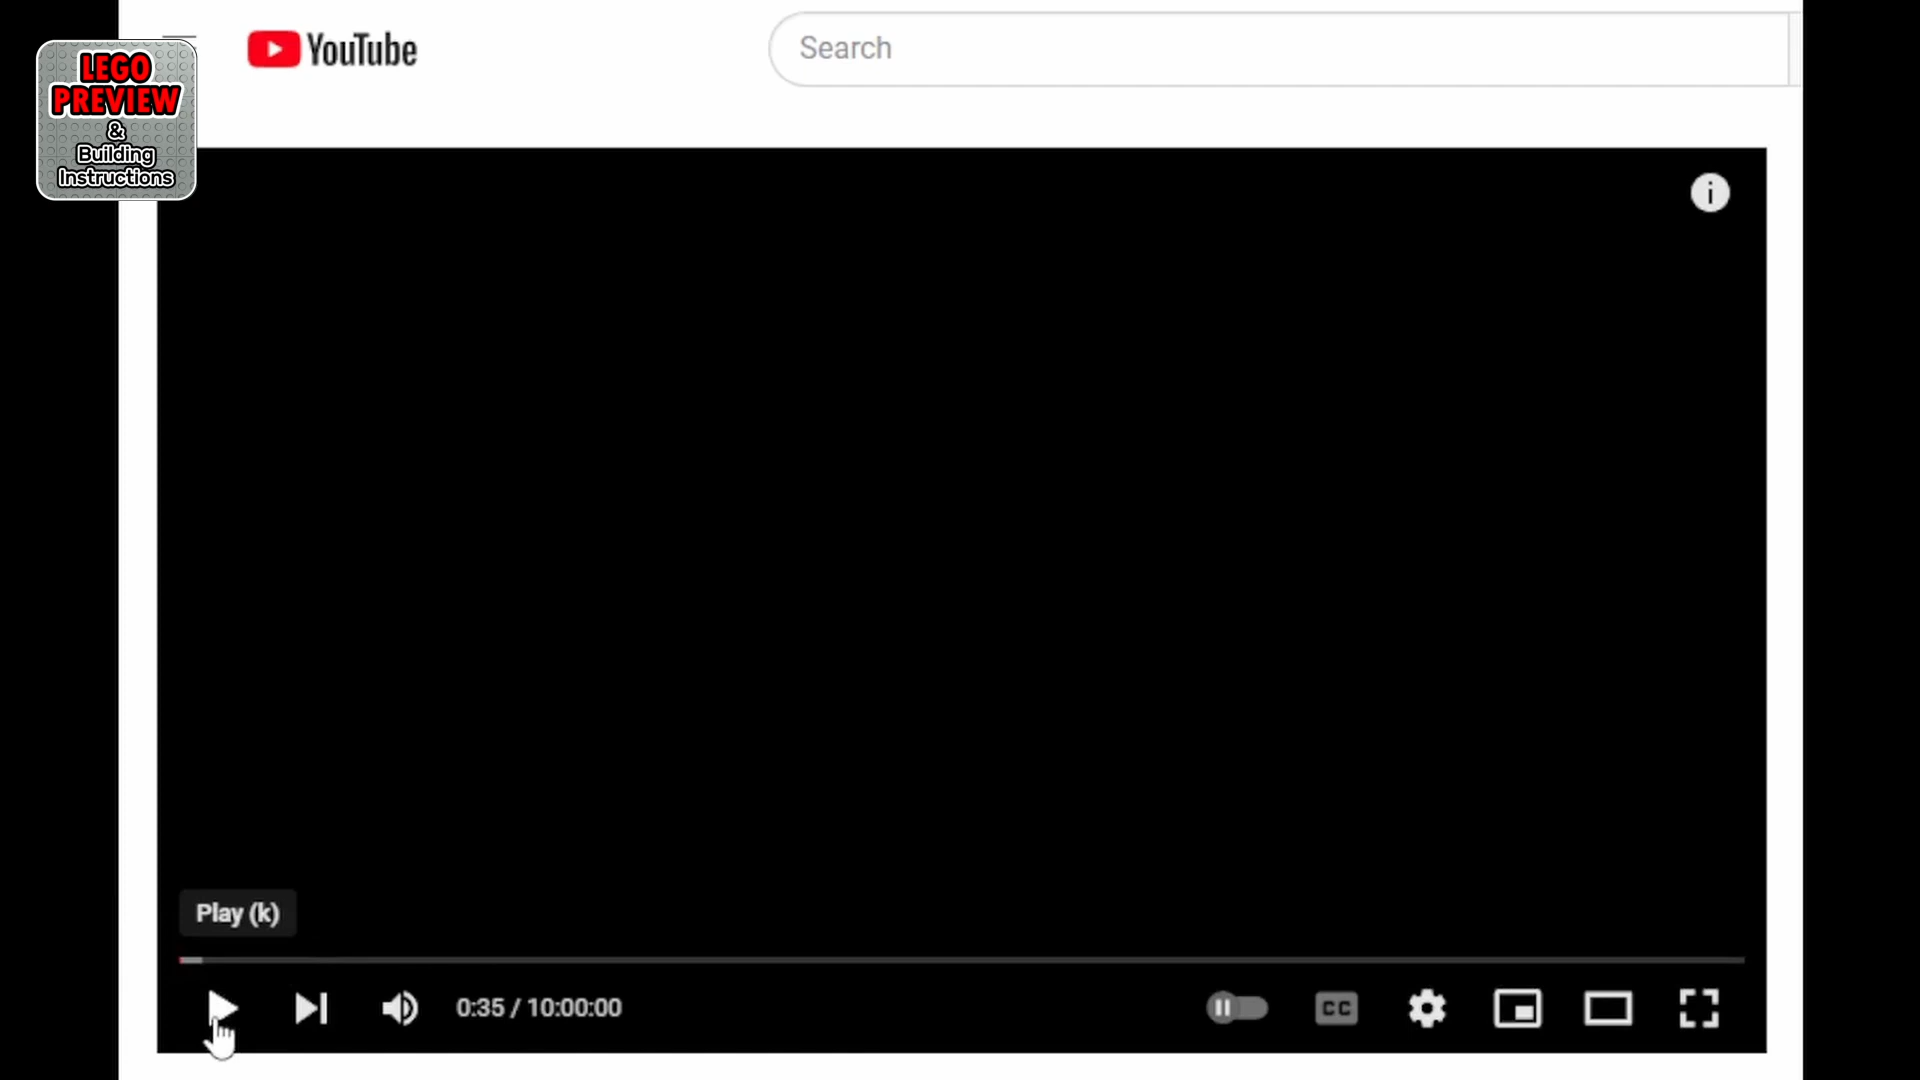 YouTube
Search
LEGO
PREVIEW
&
Building
Instructions
i
Play (k)
0:35 / 10:00:00
CC